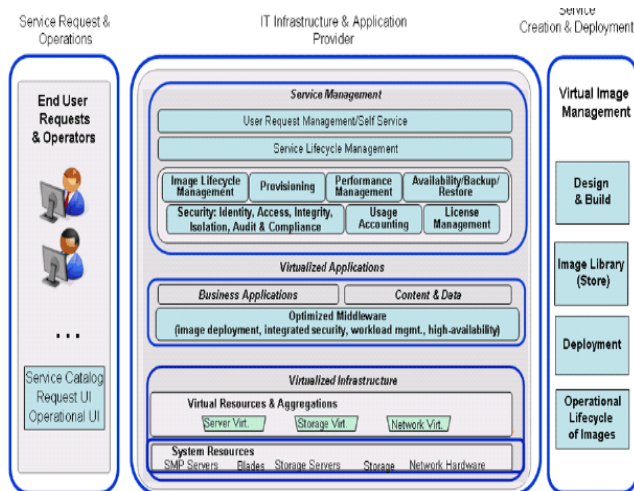 Service Request &
Operations
IT Infrastructure & Application
Provider
Service
Creation & Deployment
End User
Requests
& Operators
...
Service Catalog
Request UI
Operational UI
Service Management
User Request Management/Self Service
Service Lifecycle Management
Image Lifecycle
Management
Provisioning
Performance
Management
Availability/Backup/
Restore
Security: Identity, Access, Integrity,
Isolation, Audit & Compliance
Usage
Accounting
License
Management
Virtualized Applications
Business Applications
Content & Data
Optimized Middleware
(image deployment, integrated security, workload mgmt., high-availability)
Virtualized Infrastructure
Virtual Resources & Aggregations
Server Virt.
Storage Virt.
Network Virt.
System Resources
SMP Servers
Blades
Storage Servers
Storage
Network Hardware
Virtual Image
Management
Design
& Build
Image Library
(Store)
Deployment
Operational
Lifecycle
of Images